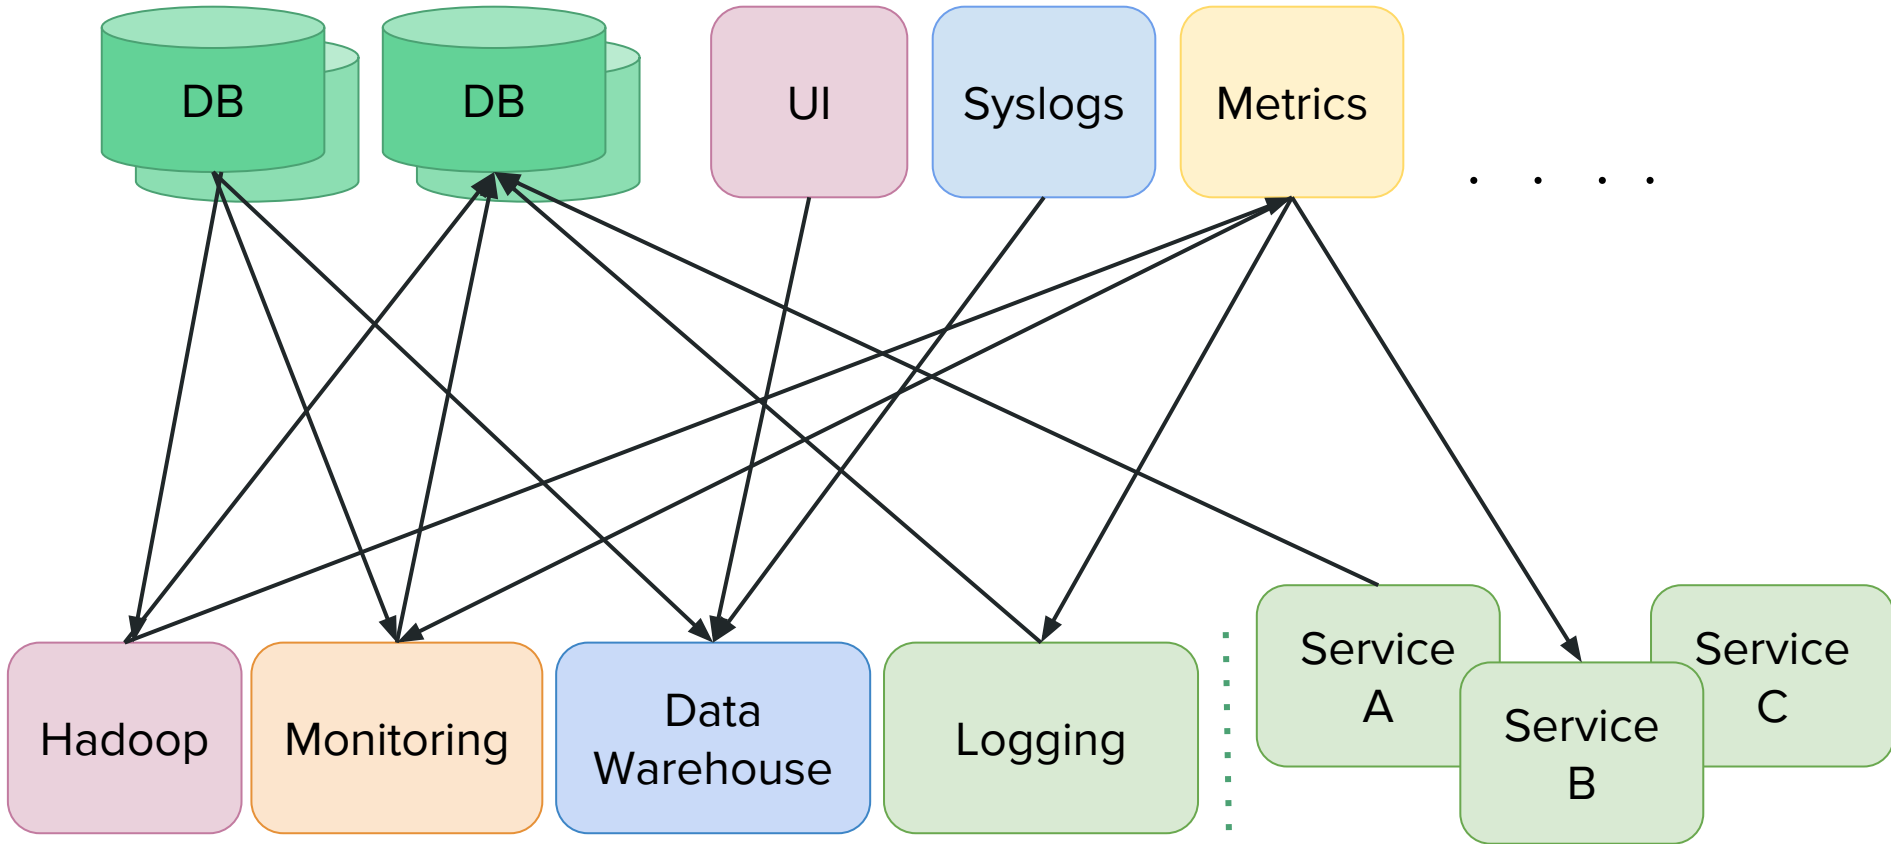 DB
DB
UI
Syslogs
Metrics
. . . .
Hadoop
Monitoring
Data
Warehouse
Logging
Service
A
Service
B
Service
C